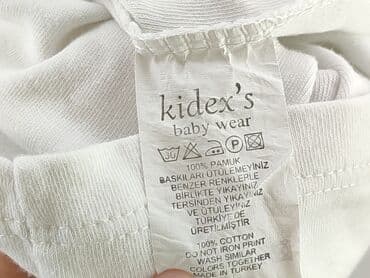 kidex's
baby wear
30 P
100% PAMUK
BASKILARI ÜTÜLEMEYİNİZ
BENZER RENKLERLE
BİRLİKTE YIKAYINIZ
TERSİNDEN YIKAYINIZ
VE ÜTÜLEYİNİZ
TÜRKİYE'DE
ÜRETİLMİŞTİR
100% COTTON
DO NOT IRON PRINT
WASH SIMILAR
COLORS TOGETHER
MADE IN TURKEY